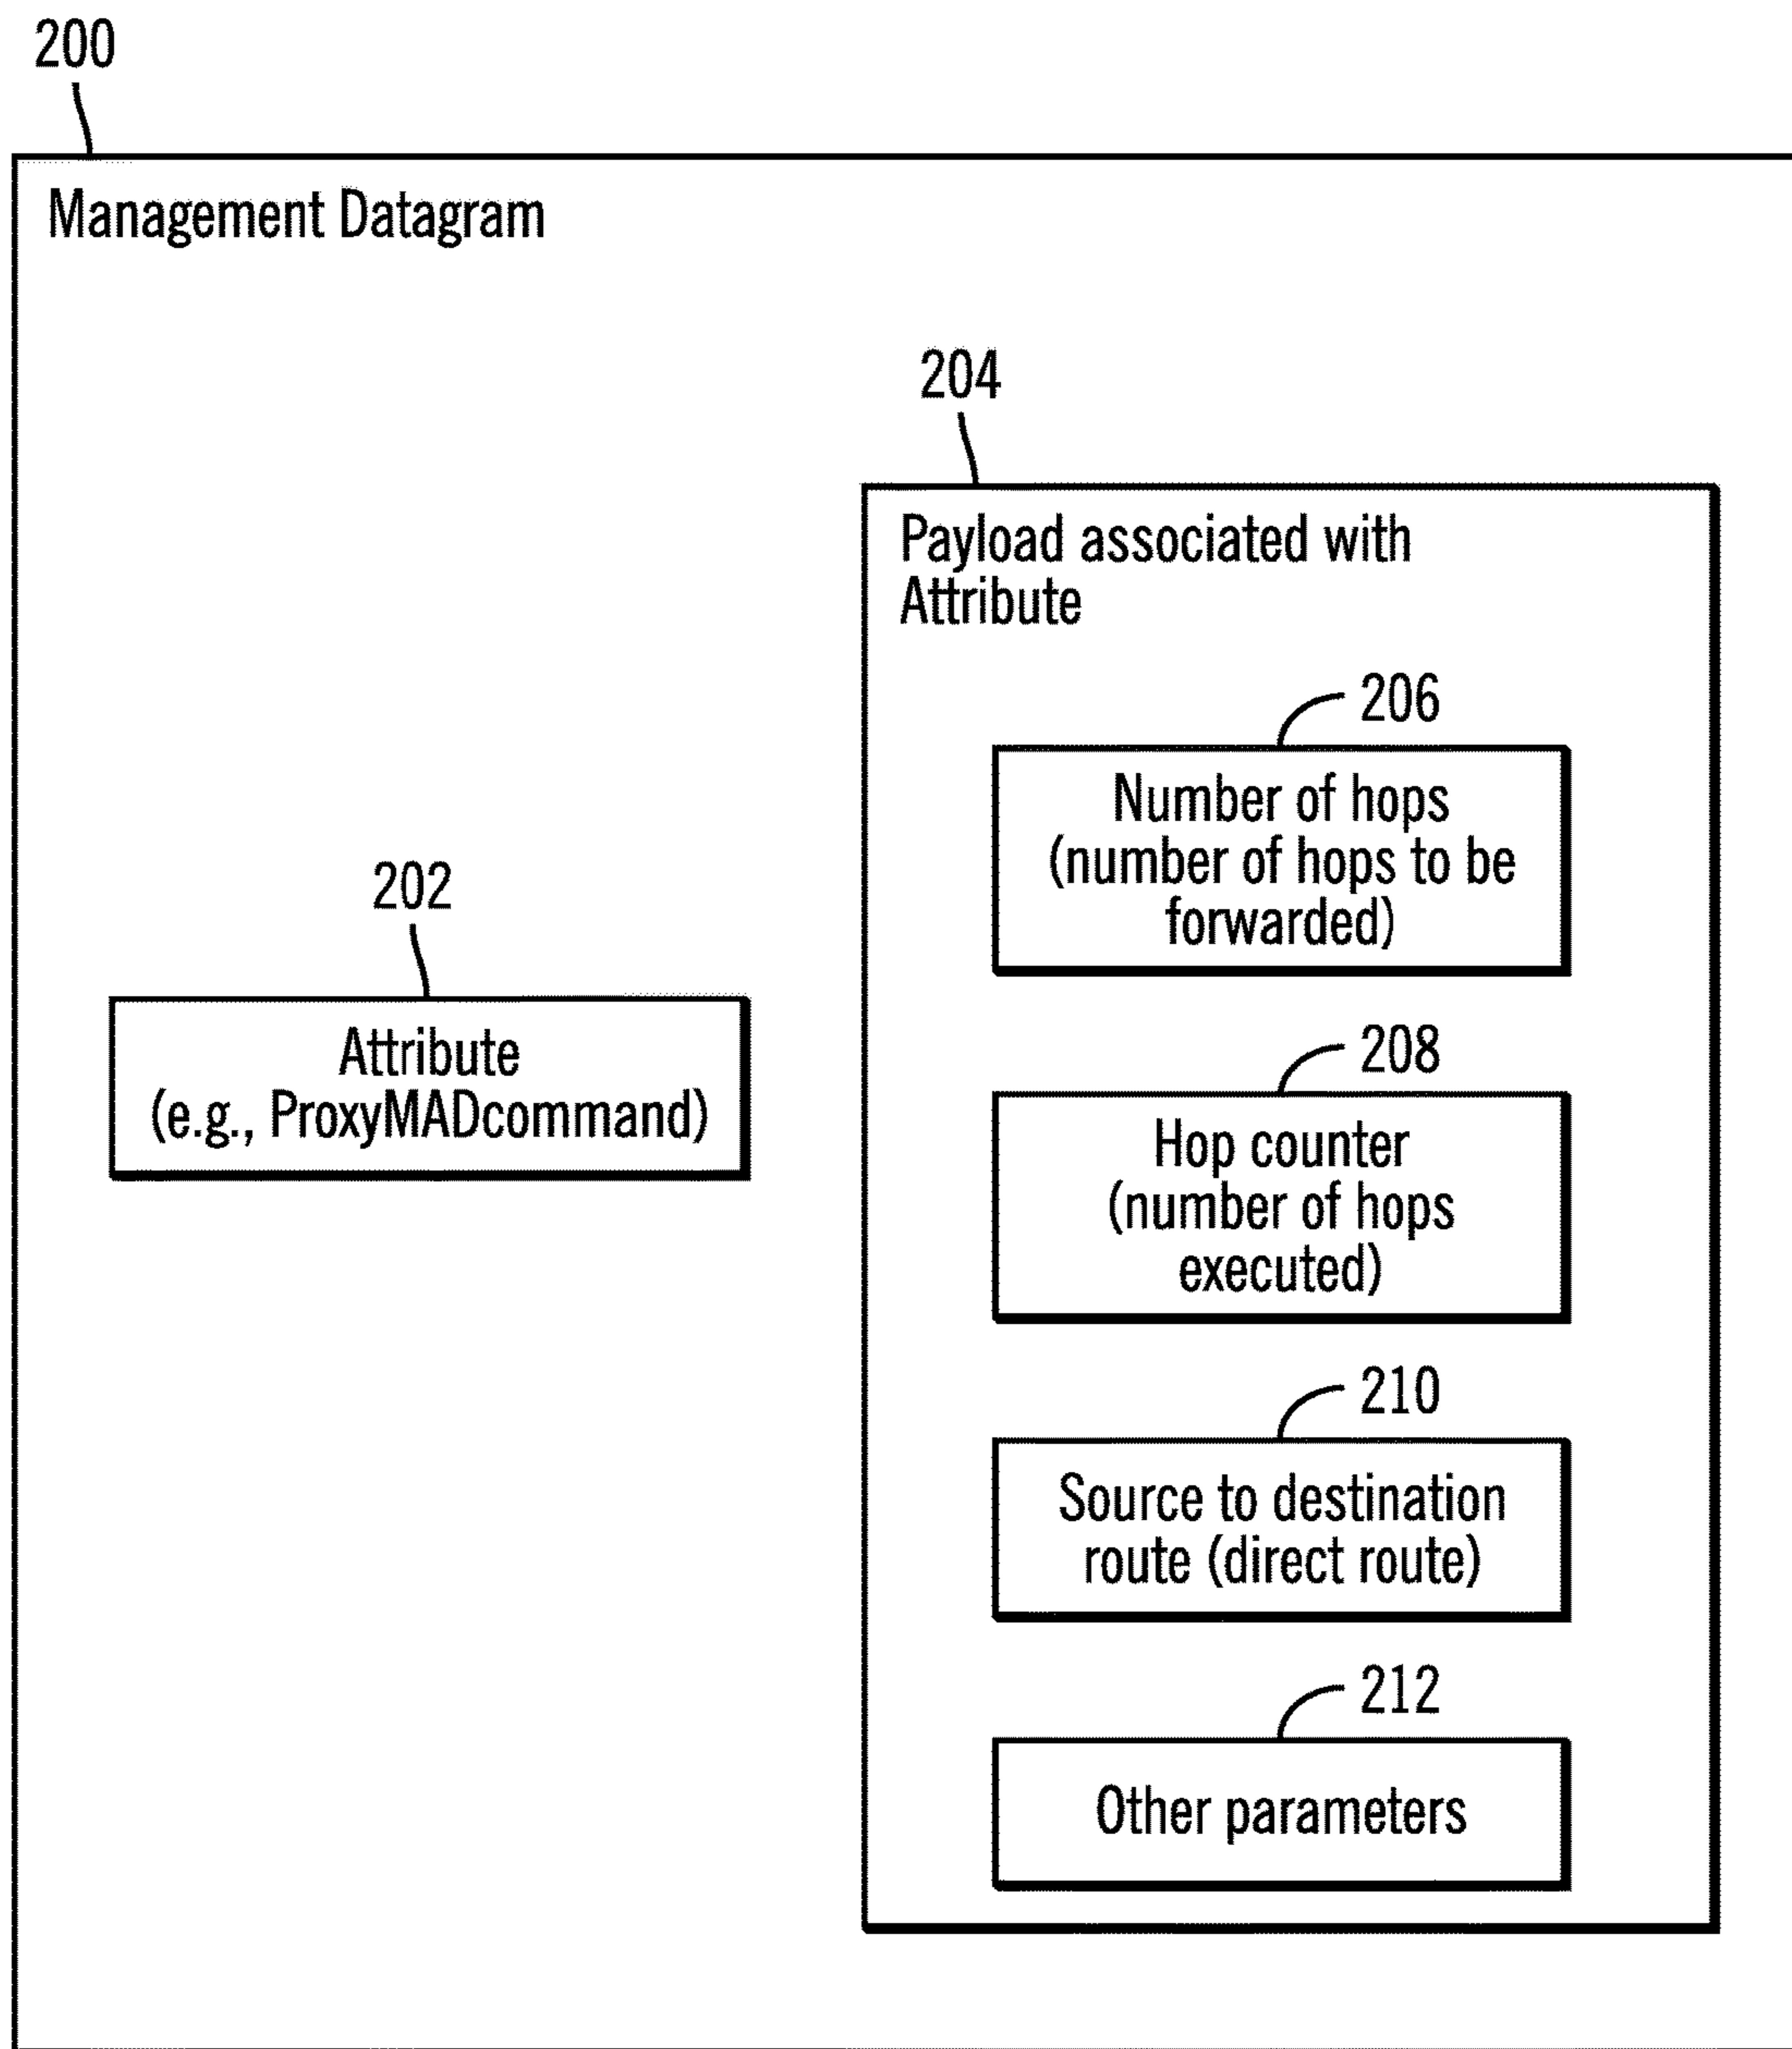 200
Management Datagram
204
Payload associated with
Attribute
206
Number of hops
(number of hops to be
forwarded)
202
Attribute
(e.g., ProxyMADcommand)
208
Hop counter
(number of hops
executed)
210
Source to destination
route (direct route)
212
Other parameters